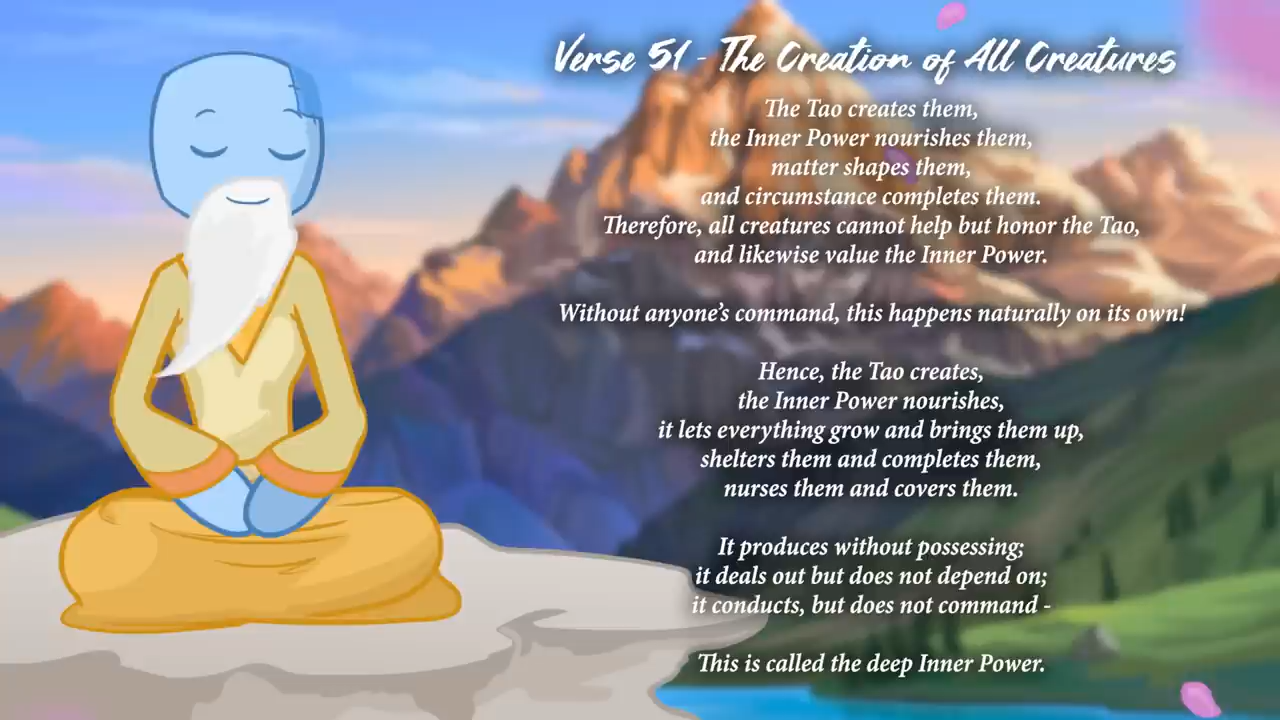 Verse 51 - The Creation of All Creatures
The Tao creates them,
the Inner Power nourishes them,
matter shapes them,
and circumstance completes them.
Therefore, all creatures cannot help but honor the Tao,
and likewise value the Inner Power.
Without anyone's command, this happens naturally on its own!
Hence, the Tao creates,
the Inner Power nourishes,
it lets everything grow and brings them up,
shelters them and completes them,
nurses them and covers them.
It produces without possessing;
it deals out but does not depend on;
it conducts, but does not command -
This is called the deep Inner Power.